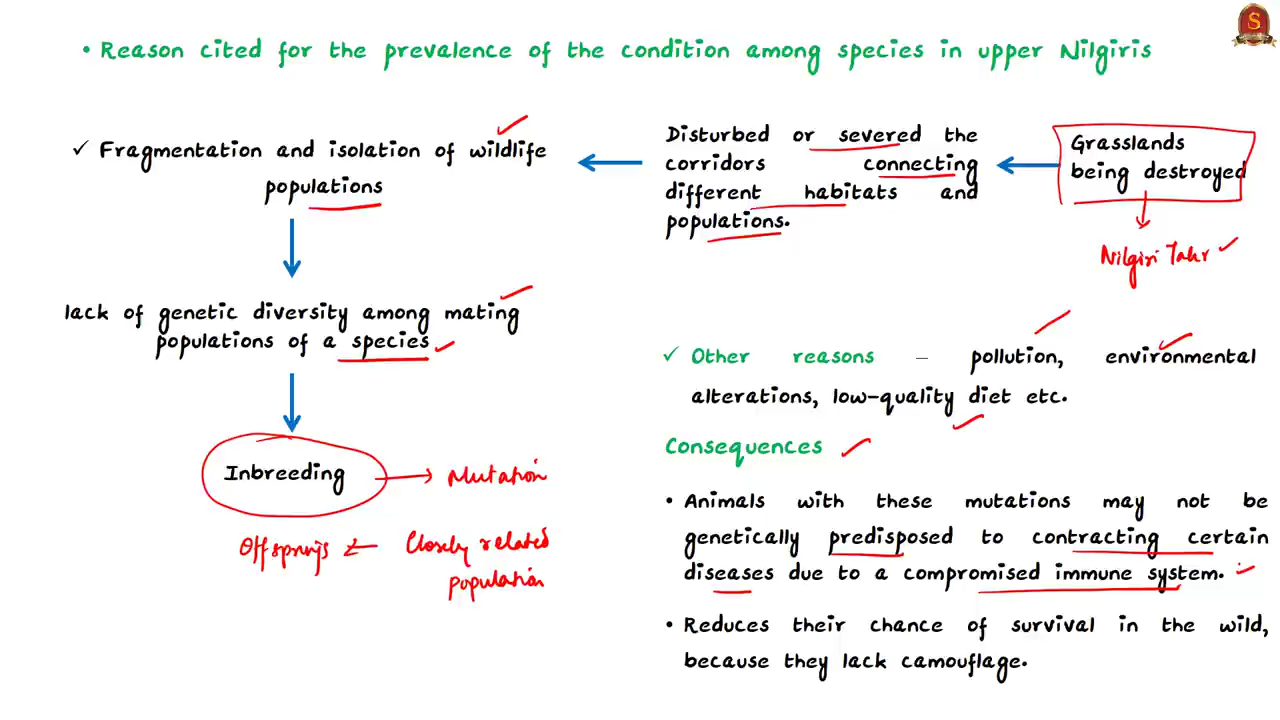 • Reason cited for the prevalence of the condition among species in upper Nilgiris
S
✓ Fragmentation and isolation of wildlife
populations
Disturbed or severed the
corridors connecting
different habitats and
populations.
Grasslands
being destroyed
Nilgiri Tahr
lack of genetic diversity among mating
populations of a species
Inbreeding
Mutation
Closely related
population
Offsprings
✓ Other reasons – pollution, environmental
alterations, low-quality diet etc.
Consequences
• Animals with these mutations may not be
genetically predisposed to contracting certain
diseases due to a compromised immune system.
• Reduces their chance of survival in the wild,
because they lack camouflage.